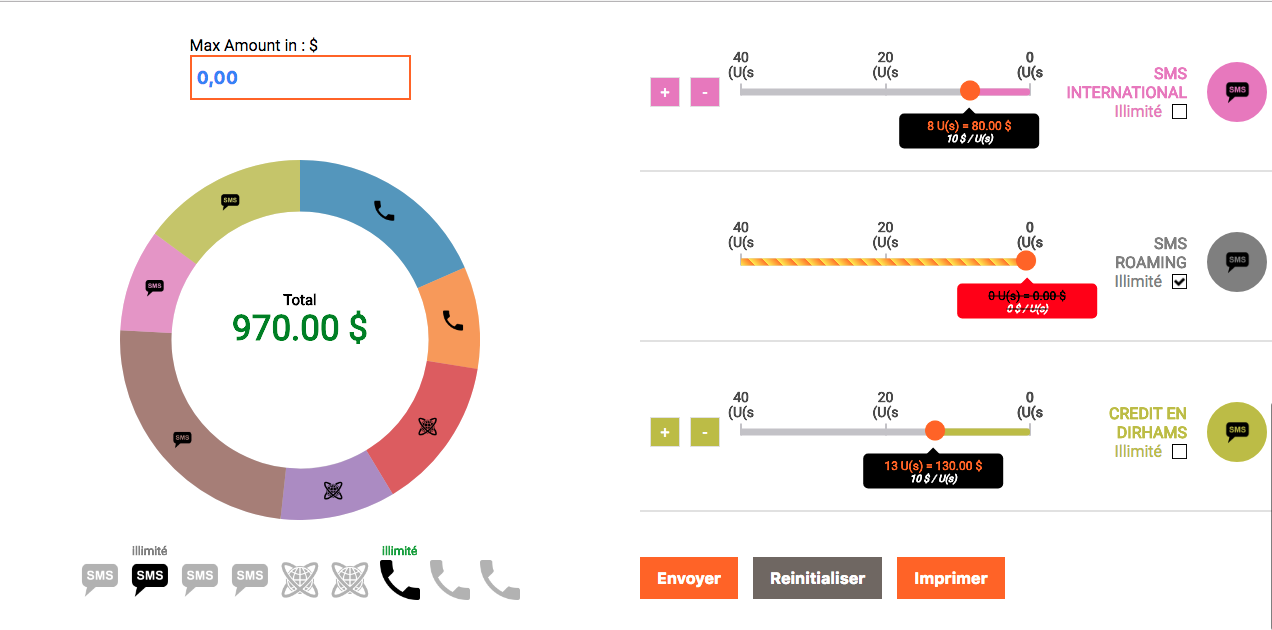 Max Amount in : $
0,00
SMS
SMS
SMS
Total
970.00 $
illimité
illimité
SMS
SMS
SMS
SMS
40
(U(s
20
(U(s
0
(U(s
+
-
8 U(s) = 80.00 $
10 $ / U(s)
SMS
INTERNATIONAL
Illimité
SMS
40
(U(s
20
(U(s
0
(U(s
0 U(s) = 0.00 $
0 $ / U(s)
SMS
ROAMING
Illimité
SMS
40
(U(s
20
(U(s
0
(U(s
+
-
13 U(s) = 130.00 $
10 $ / U(s)
CREDIT EN
DIRHAMS
Illimité
SMS
Envoyer
Reinitialiser
Imprimer